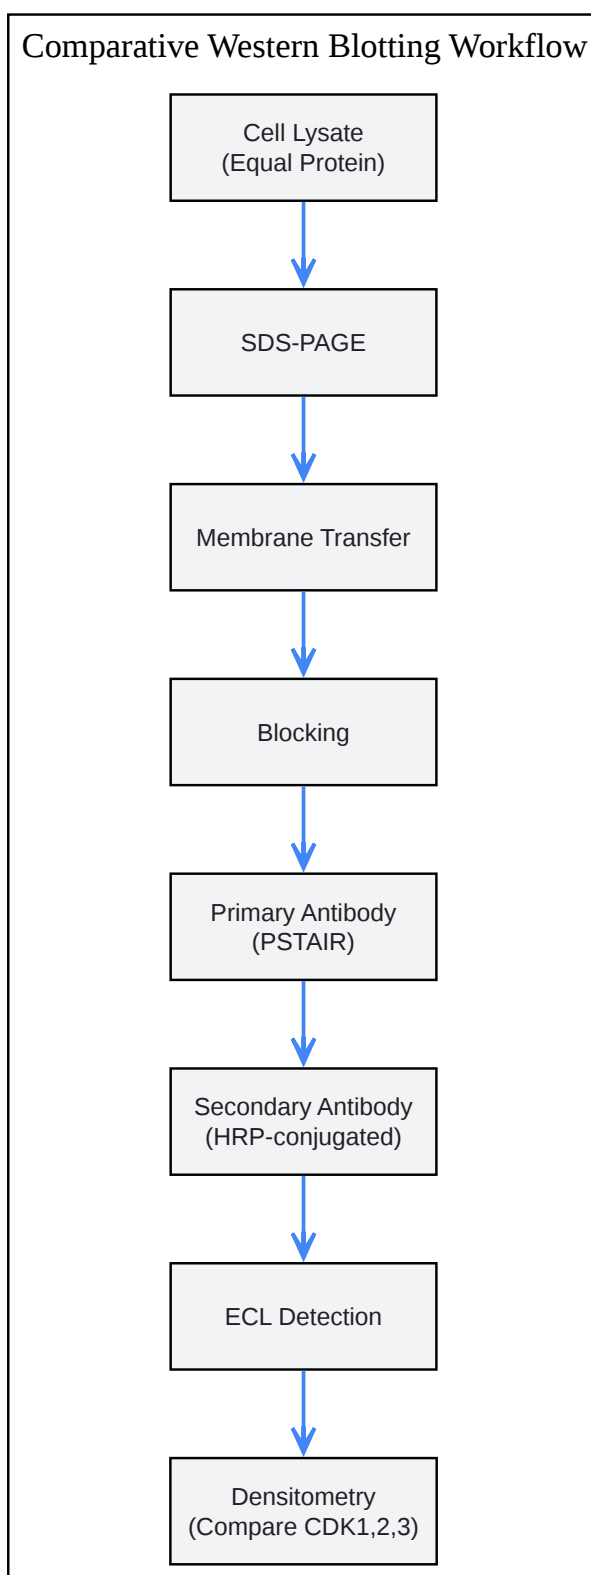 Comparative Western Blotting Workflow
Cell Lysate
(Equal Protein)
SDS-PAGE
Membrane Transfer
Blocking
Primary Antibody
(PSTAIR)
Secondary Antibody
(HRP-conjugated)
ECL Detection
Densitometry
(Compare CDK1,2,3)